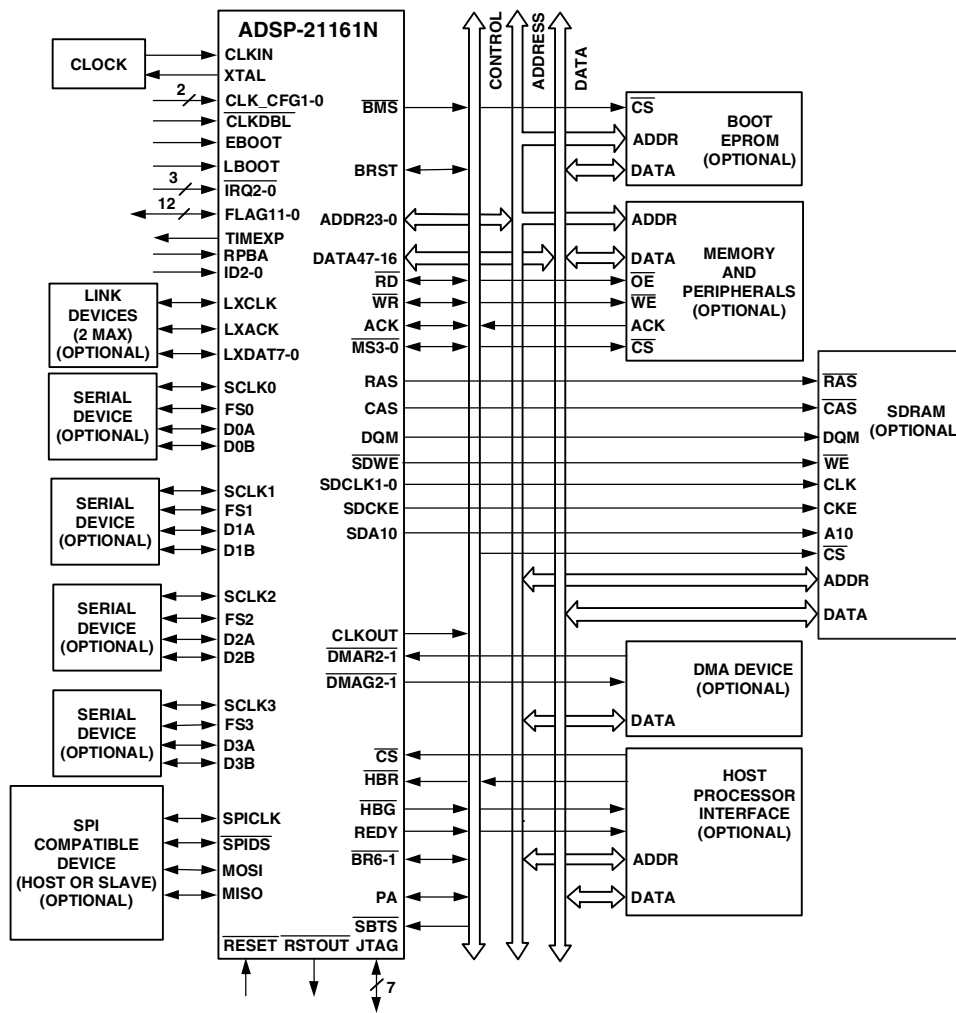 ADSP-21161N
CLOCK
CLKIN
XTAL
2
CLK_CFG1-0
CLKDBL
EBOOT
LBOOT
3
IRQ2-0
12
FLAG11-0
TIMEXP
RPBA
ID2-0
LINK
DEVICES
(2 MAX)
(OPTIONAL)
LXCLK
LXACK
LXDAT7-0
SERIAL
DEVICE
(OPTIONAL)
SCLK0
FS0
D0A
D0B
SERIAL
DEVICE
(OPTIONAL)
SCLK1
FS1
D1A
D1B
SERIAL
DEVICE
(OPTIONAL)
SCLK2
FS2
D2A
D2B
SERIAL
DEVICE
(OPTIONAL)
SCLK3
FS3
D3A
D3B
SPI
COMPATIBLE
DEVICE
(HOST OR SLAVE)
(OPTIONAL)
SPICLK
SPIDS
MOSI
MISO
RESET
RSTOUT
JTAG
7
BMS
BRST
ADDR23-0
DATA47-16
RD
WR
ACK
MS3-0
RAS
CAS
DQM
SDWE
SDCLK1-0
SDCKE
SDA10
CLKOUT
DMAR2-1
DMAG2-1
CS
HBR
HBG
REDY
BR6-1
PA
SBTS
CONTROL
ADDRESS
DATA
CS
ADDR
DATA
BOOT
EPROM
(OPTIONAL)
ADDR
DATA
OE
WE
ACK
CS
MEMORY
AND
PERIPHERALS
(OPTIONAL)
RAS
CAS
DQM
WE
CLK
CKE
A10
CS
ADDR
DATA
SDRAM
(OPTIONAL
DMA DEVICE
(OPTIONAL)
DATA
HOST
PROCESSOR
INTERFACE
(OPTIONAL)
ADDR
DATA